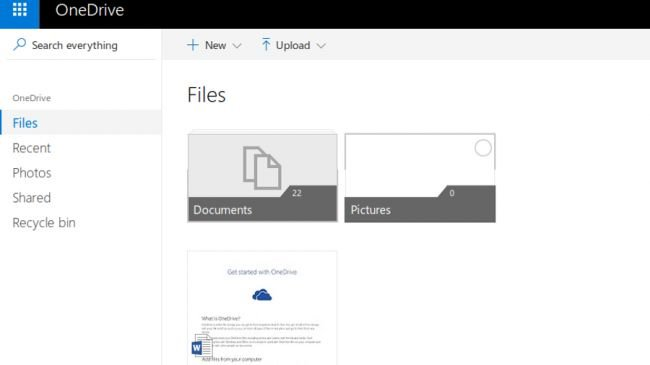 OneDrive
Search everything
New
Upload
OneDrive
Files
Recent
Photos
Shared
Recycle bin
Files
22
Documents
0
Pictures
Get started with OneDrive
What is OneDrive?
W
Add files from your computer